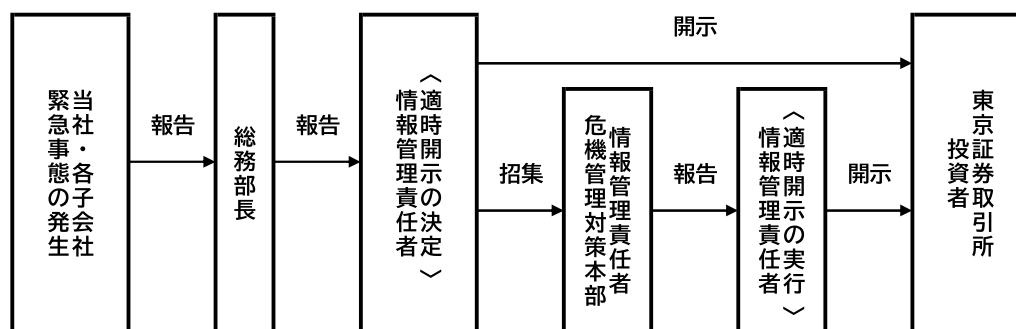 当社・各子会社
緊急事態の発生
報告
総務部長
報告
〈適時開示の決定〉
情報管理責任者
開示
招集
情報管理責任者
危機管理対策本部
報告
〈適時開示の実行〉
情報管理責任者
開示
東京証券取引所
投資者